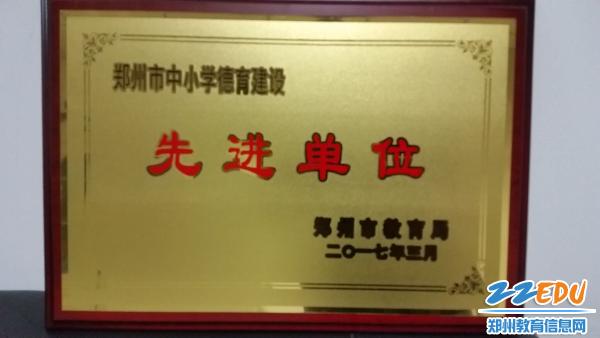 郑州市中小学德育建设
先进单位
郑州市教育局
二〇一七年三月
ZZEDU
郑州教育信息网